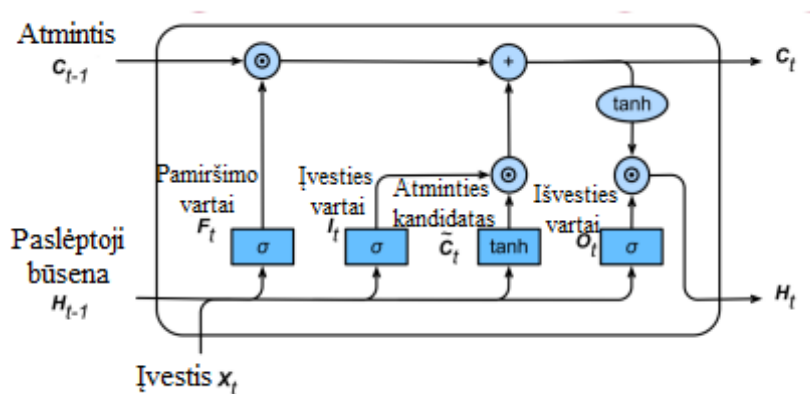 Atmintis
C_{t-1}
C_t
tanh
Pamiršimo
vartai
F_t
Įvesties
vartai
I_t
Atminties
kandidatas
C̃_t
Išvesties
vartai
O_t
σ
σ
tanh
σ
Paslėptoji
būsena
H_{t-1}
H_t
Įvestis X_t